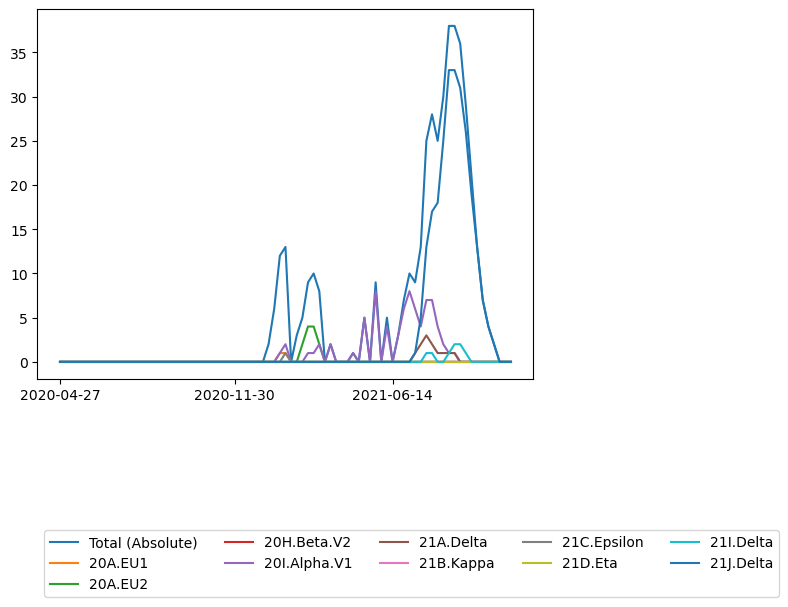 35
30
25
20
15
10
5
0
2020-04-27 2020-11-30 2021-06-14
Total (Absolute) 20H.Beta.V2 21A.Delta 21C.Epsilon 21I.Delta
20A.EU1 20I.Alpha.V1 21B.Kappa 21D.Eta 21J.Delta
20A.EU2